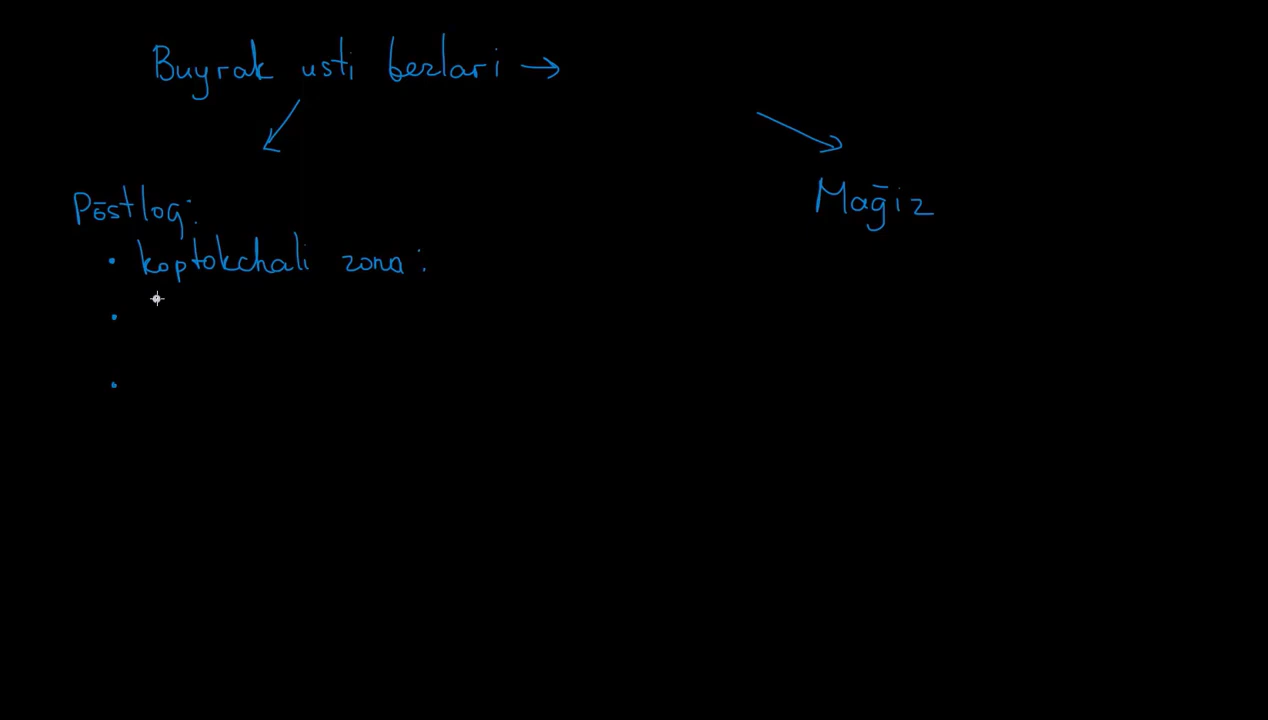 Buyrak usti bezlari →
Pōstlog:
Mağiz
• koptokchali zona:
•
•